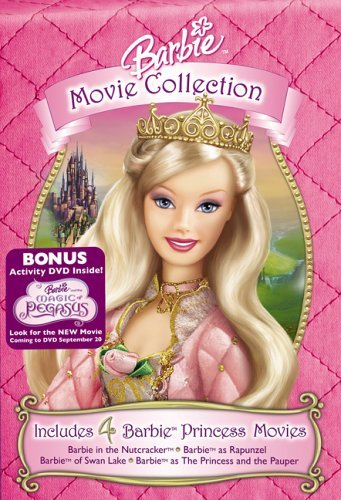 Barbie™
Movie Collection
BONUS
Activity DVD Inside!
Barbie and the
MAGIC OF
PEGASUS
Look for the NEW Movie
Coming to DVD September 20
Includes 4 Barbie™ Princess Movies
Barbie in the Nutcracker™ • Barbie™ as Rapunzel
Barbie™ of Swan Lake • Barbie™ as The Princess and the Pauper